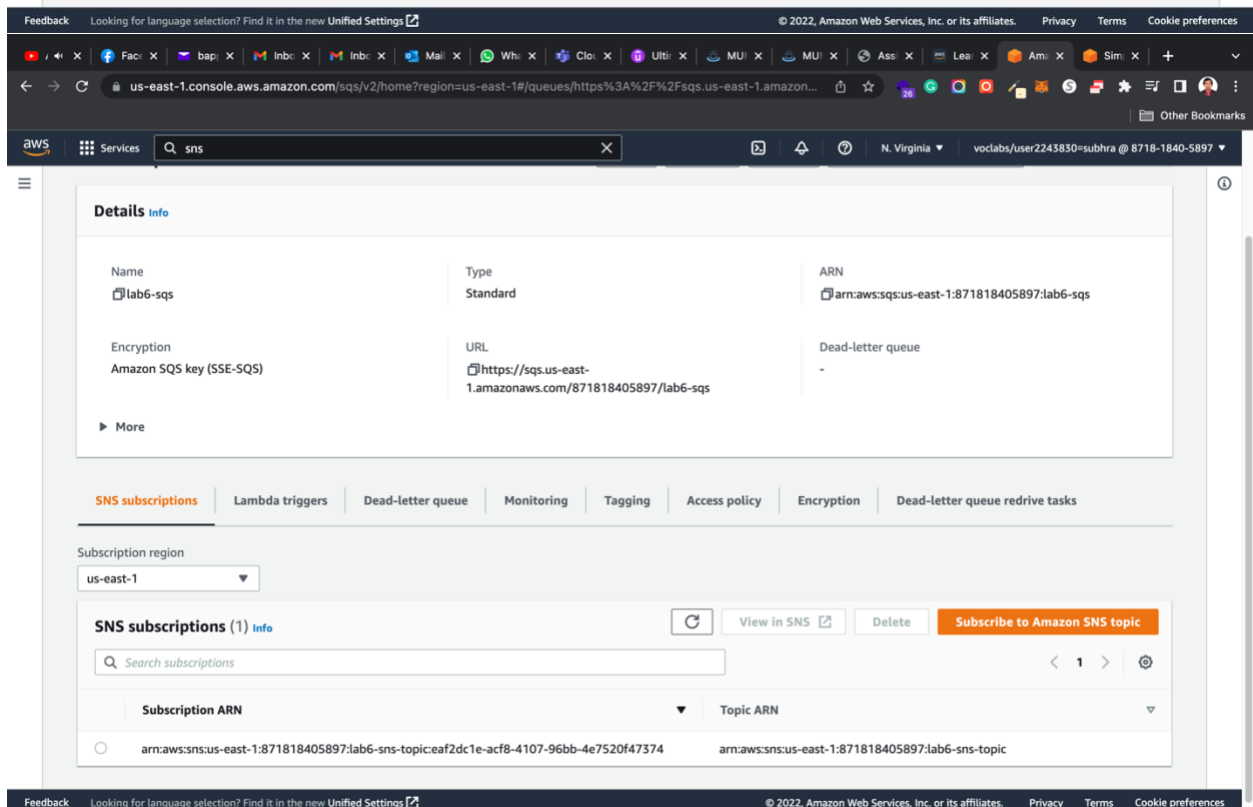 Feedback Looking for language selection? Find it in the new Unified Settings © 2022, Amazon Web Services, Inc. or its affiliates. Privacy Terms Cookie preferences
Face bap Inbo Inbc Mail Wha Clou Ultir MUI MUI Assi Lear Ama Sim
us-east-1.console.aws.amazon.com/sqs/v2/home?region=us-east-1#/queues/https%3A%2F%2Fsqs.us-east-1.amazon... 26
Other Bookmarks
aws Services sns N. Virginia voclabs/user2243830=subhra @ 8718-1840-5897
Details Info
Name Type ARN
lab6-sqs Standard arn:aws:sqs:us-east-1:871818405897:lab6-sqs
Encryption URL Dead-letter queue
Amazon SQS key (SSE-SQS) https://sqs.us-east- -
1.amazonaws.com/871818405897/lab6-sqs
More
SNS subscriptions Lambda triggers Dead-letter queue Monitoring Tagging Access policy Encryption Dead-letter queue redrive tasks
Subscription region
us-east-1
SNS subscriptions (1) Info View in SNS Delete Subscribe to Amazon SNS topic
Search subscriptions 1
Subscription ARN Topic ARN
arn:aws:sns:us-east-1:871818405897:lab6-sns-topic:eaf2dc1e-acf8-4107-96bb-4e7520f47374 arn:aws:sns:us-east-1:871818405897:lab6-sns-topic
Feedback Looking for language selection? Find it in the new Unified Settings © 2022, Amazon Web Services, Inc. or its affiliates. Privacy Terms Cookie preferences